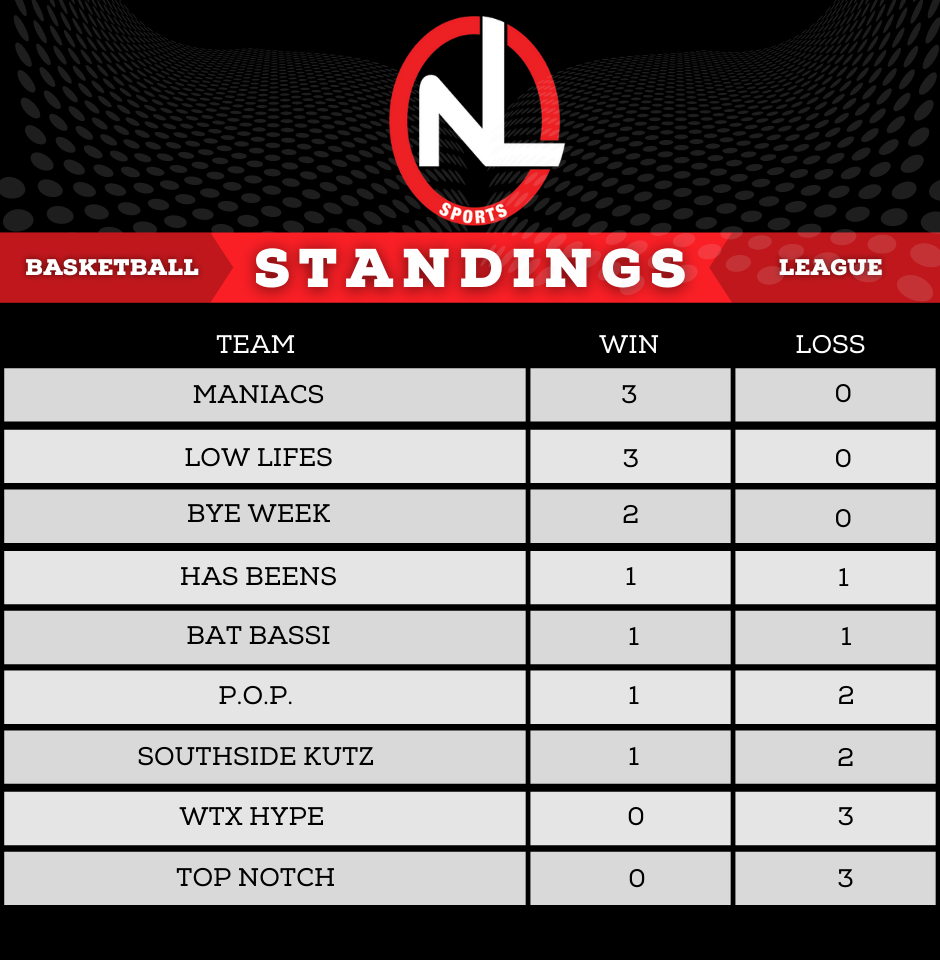 NL
SPORTS
BASKETBALL STANDINGS LEAGUE
TEAM WIN LOSS
MANIACS 3 0
LOW LIFES 3 0
BYE WEEK 2 0
HAS BEENS 1 1
BAT BASSI 1 1
P.O.P. 1 2
SOUTHSIDE KUTZ 1 2
WTX HYPE 0 3
TOP NOTCH 0 3